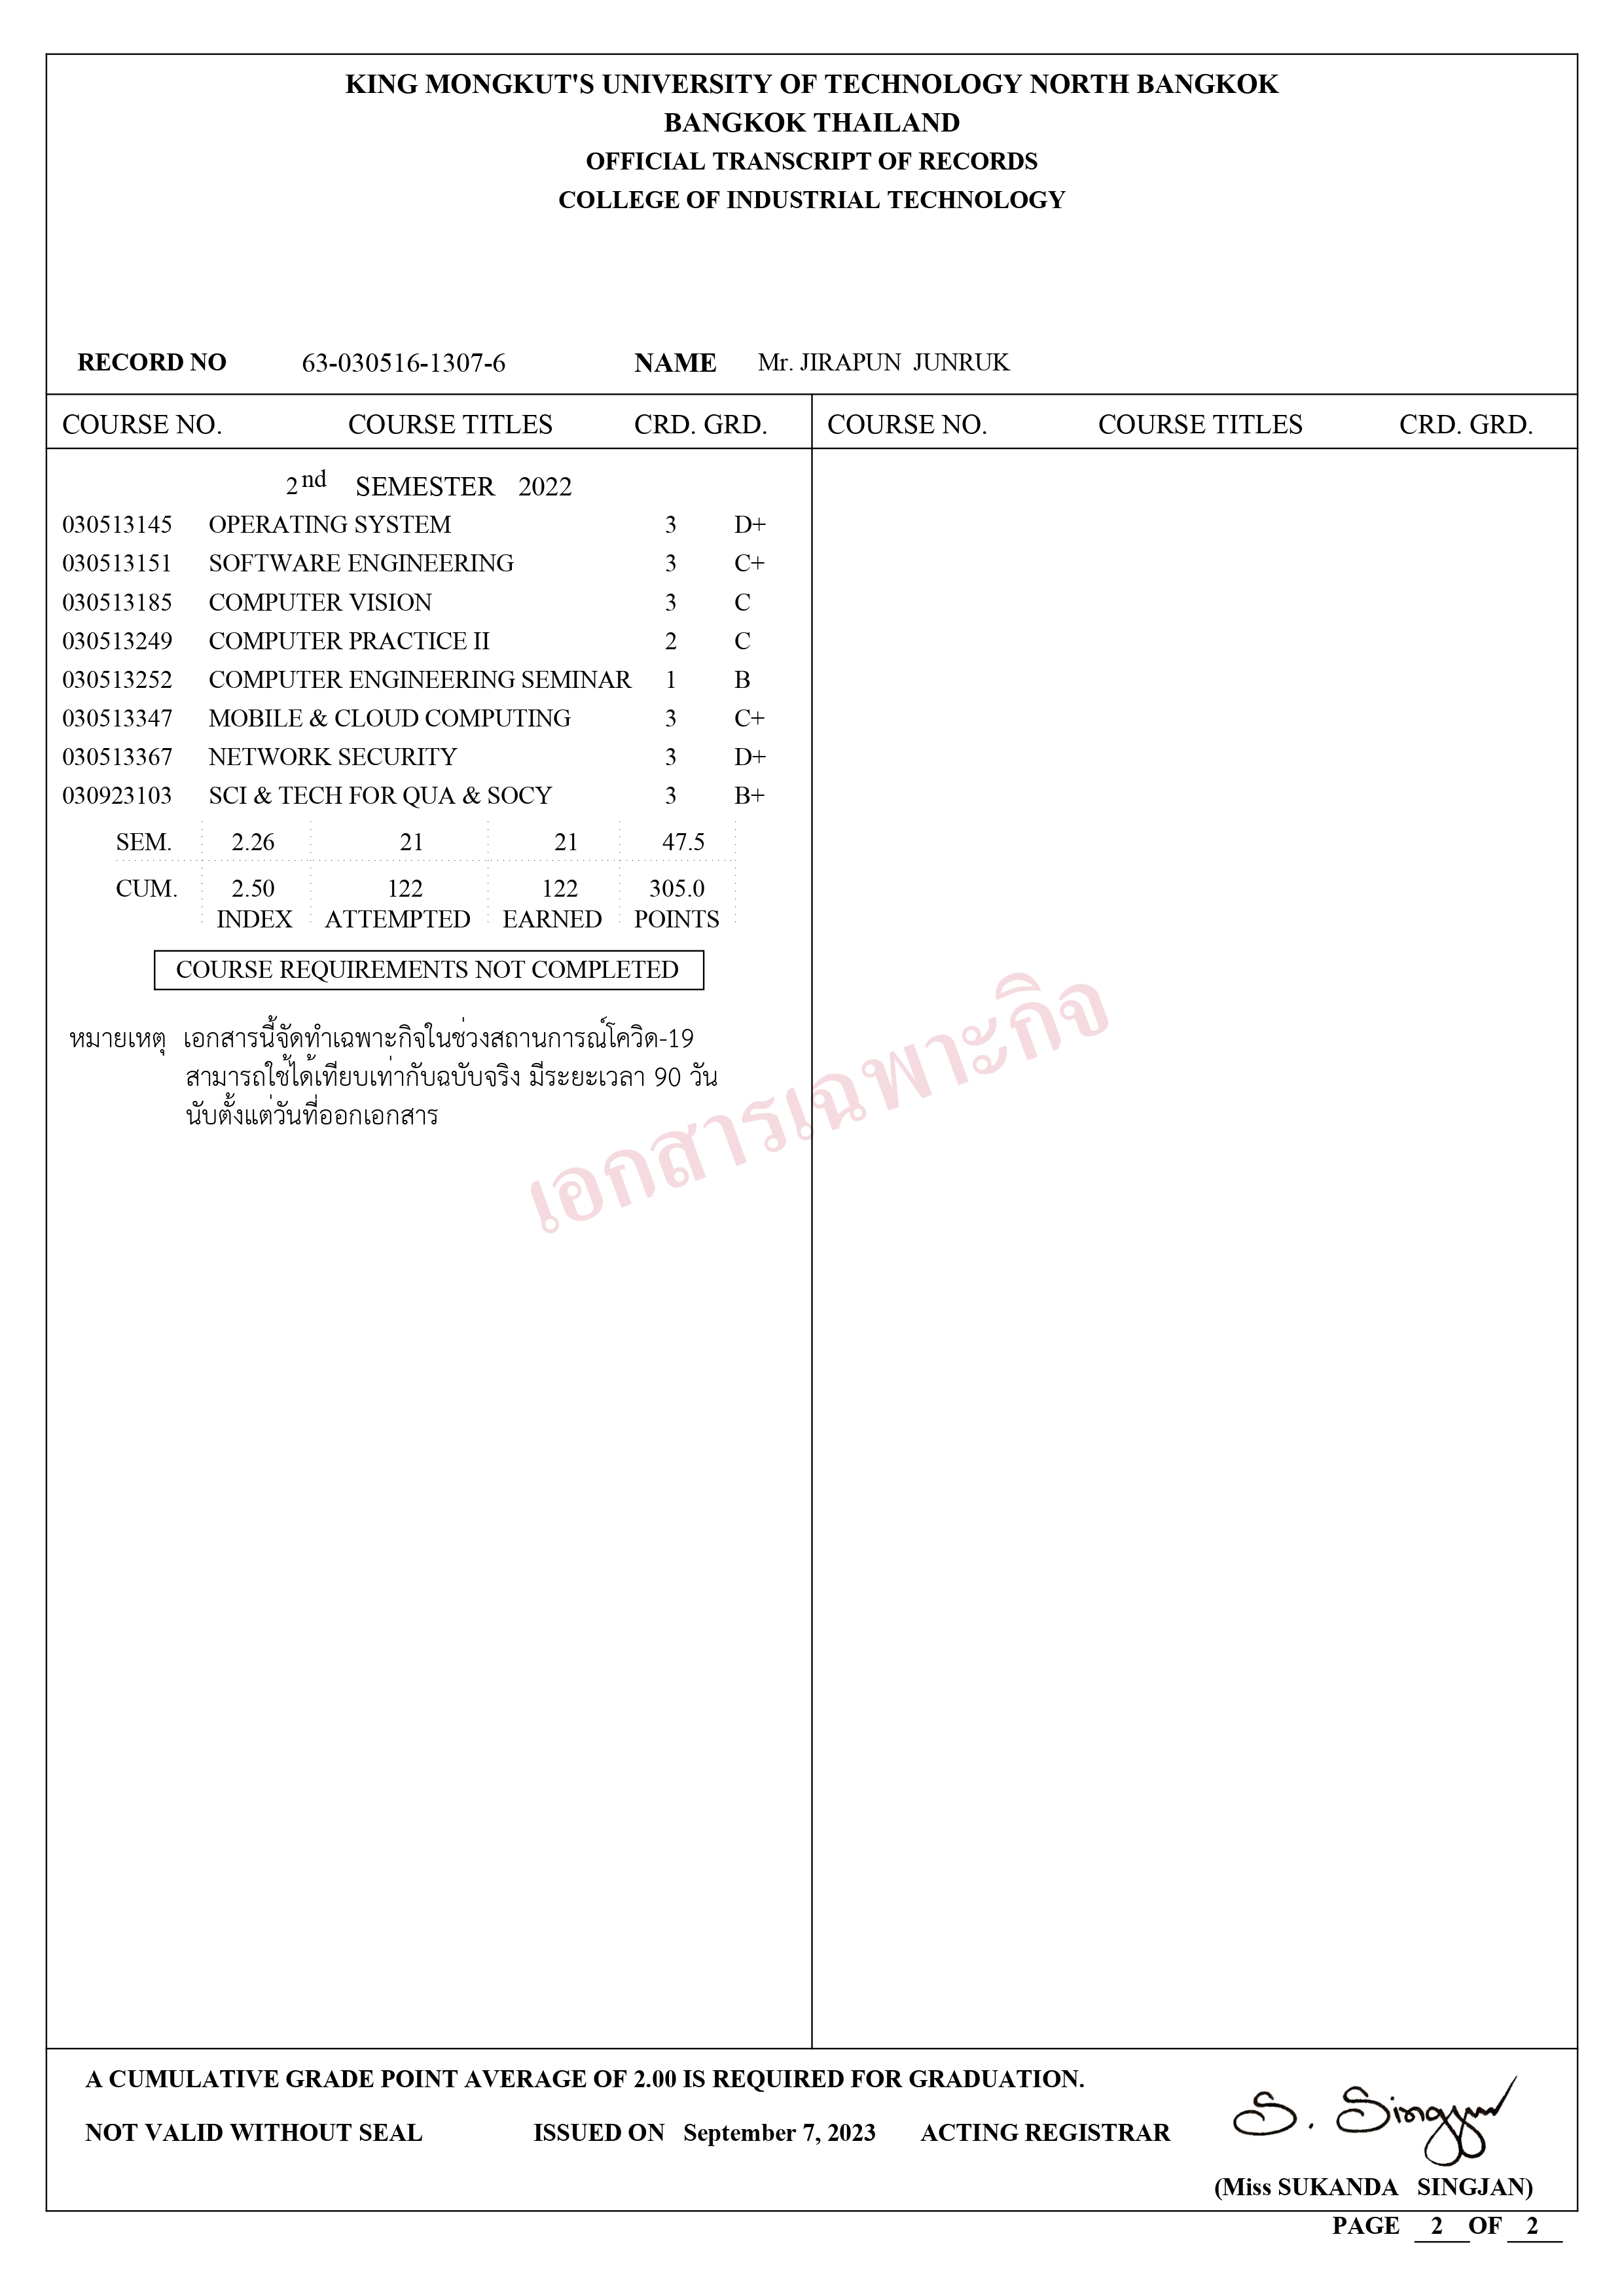 KING MONGKUT'S UNIVERSITY OF TECHNOLOGY NORTH BANGKOK
BANGKOK THAILAND
OFFICIAL TRANSCRIPT OF RECORDS
COLLEGE OF INDUSTRIAL TECHNOLOGY
RECORD NO 63-030516-1307-6 NAME Mr. JIRAPUN JUNRUK
COURSE NO. COURSE TITLES CRD. GRD. COURSE NO. COURSE TITLES CRD. GRD.
2nd SEMESTER 2022
030513145 OPERATING SYSTEM 3 D+
030513151 SOFTWARE ENGINEERING 3 C+
030513185 COMPUTER VISION 3 C
030513249 COMPUTER PRACTICE II 2 C
030513252 COMPUTER ENGINEERING SEMINAR 1 B
030513347 MOBILE & CLOUD COMPUTING 3 C+
030513367 NETWORK SECURITY 3 D+
030923103 SCI & TECH FOR QUA & SOCY 3 B+
SEM. 2.26 21 21 47.5
CUM. 2.50 122 122 305.0
INDEX ATTEMPTED EARNED POINTS
COURSE REQUIREMENTS NOT COMPLETED
หมายเหตุ เอกสารนี้จัดทำเฉพาะกิจในช่วงสถานการณ์โควิด-19
สามารถใช้ได้เทียบเท่ากับฉบับจริง มีระยะเวลา 90 วัน
นับตั้งแต่วันที่ออกเอกสาร
เอกสารเฉพาะกิจ
A CUMULATIVE GRADE POINT AVERAGE OF 2.00 IS REQUIRED FOR GRADUATION.
NOT VALID WITHOUT SEAL ISSUED ON September 7, 2023 ACTING REGISTRAR S. Singjan
(Miss SUKANDA SINGJAN)
PAGE 2 OF 2